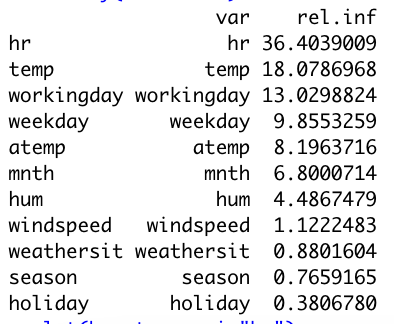 var rel.inf
hr hr 36.4039009
temp temp 18.0786968
workingday workingday 13.0298824
weekday weekday 9.8553259
atemp atemp 8.1963716
mnth mnth 6.8000714
hum hum 4.4867479
windspeed windspeed 1.1222483
weathersit weathersit 0.8801604
season season 0.7659165
holiday holiday 0.3806780